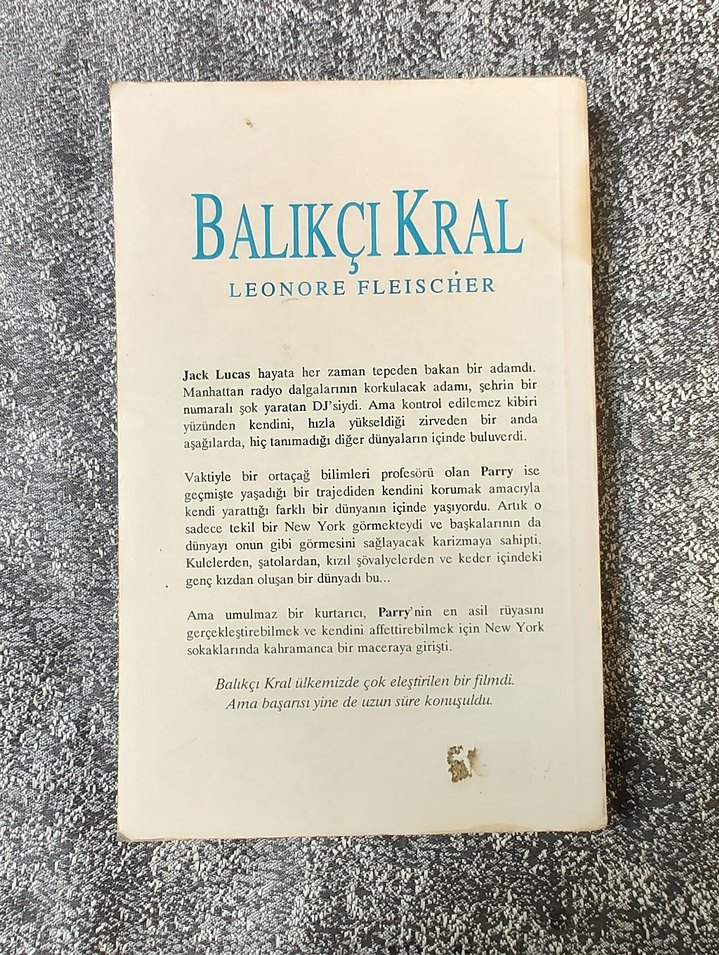 BALIKÇI KRAL
LEONORE FLEISCHER
Jack Lucas hayata her zaman tepeden bakan bir adamdı.
Manhattan radyo dalgalarının korkulacak adamı, şehrin bir
numaralı şok yaratan DJ'siydi. Ama kontrol edilemez kibiri
yüzünden kendini, hızla yükseldiği zirveden bir anda
aşağılarda, hiç tanımadığı diğer dünyaların içinde buluverdi.
Vaktiyle bir ortaçağ bilimleri profesörü olan Parry ise
geçmişte yaşadığı bir trajediden kendini korumak amacıyla
kendi yarattığı farklı bir dünyanın içinde yaşıyordu. Artık o
sadece tekil bir New York görmekteydi ve başkalarının da
dünyayı onun gibi görmesini sağlayacak karizmaya sahipti.
Kulelerden, şatolardan, kızıl şövalyelerden ve keder içindeki
genç kızdan oluşan bir dünyadı bu...
Ama umulmaz bir kurtarıcı, Parry'nin en asil rüyasını
gerçekleştirebilmek ve kendini affettirebilmek için New York
sokaklarında kahramanca bir maceraya girişti.
Balıkçı Kral ülkemizde çok eleştirilen bir filmdi.
Ama başarısı yine de uzun süre konuşuldu.